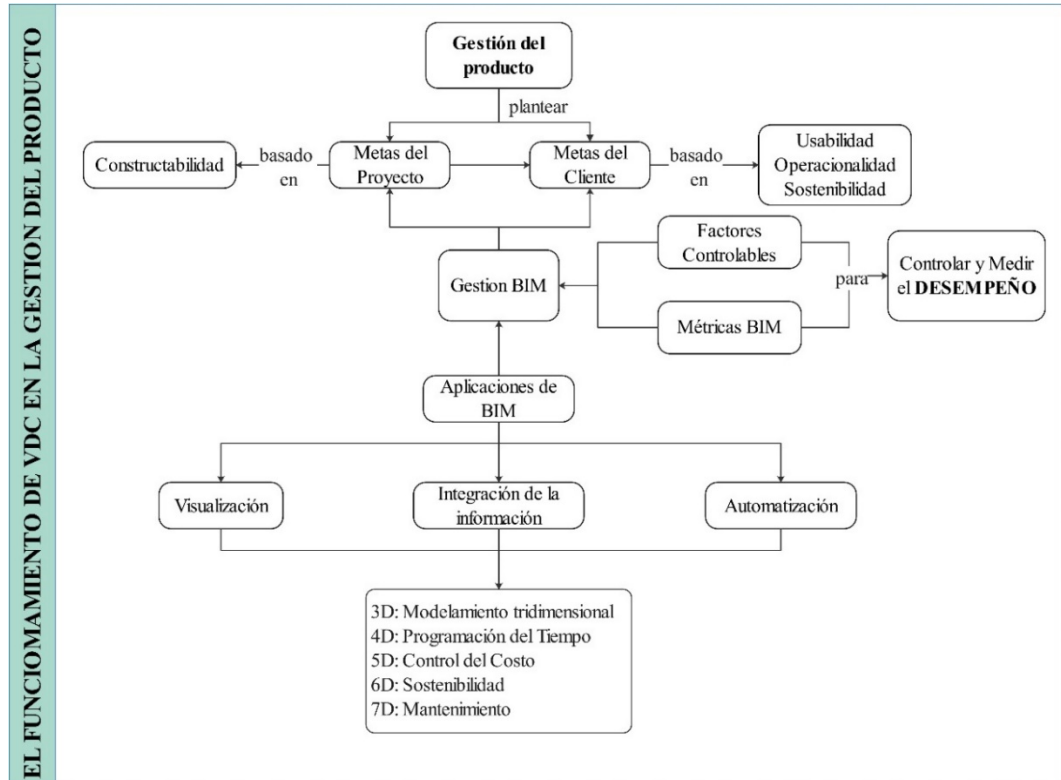 EL FUNCIOMAMIENTO DE VDC EN LA GESTION DEL PRODUCTO
Gestión del
producto
plantear
Constructabilidad
basado
en
Metas del
Proyecto
Metas del
Cliente
basado
en
Usabilidad
Operacionalidad
Sostenibilidad
Gestion BIM
Factores
Controlables
Métricas BIM
para
Controlar y Medir
el DESEMPEÑO
Aplicaciones de
BIM
Visualización
Integración de la
información
Automatización
3D: Modelamiento tridimensional
4D: Programación del Tiempo
5D: Control del Costo
6D: Sostenibilidad
7D: Mantenimiento